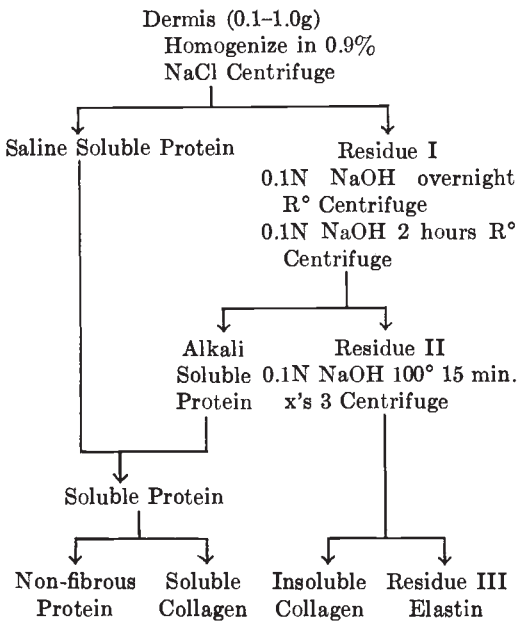 Dermis (0.1–1.0g)
Homogenize in 0.9%
NaCl Centrifuge
Saline Soluble Protein
Residue I
0.1N NaOH overnight
R° Centrifuge
0.1N NaOH 2 hours R°
Centrifuge
Alkali
Soluble
Protein
Residue II
0.1N NaOH 100° 15 min.
x's 3 Centrifuge
Soluble Protein
Non-fibrous
Protein
Soluble
Collagen
Insoluble
Collagen
Residue III
Elastin